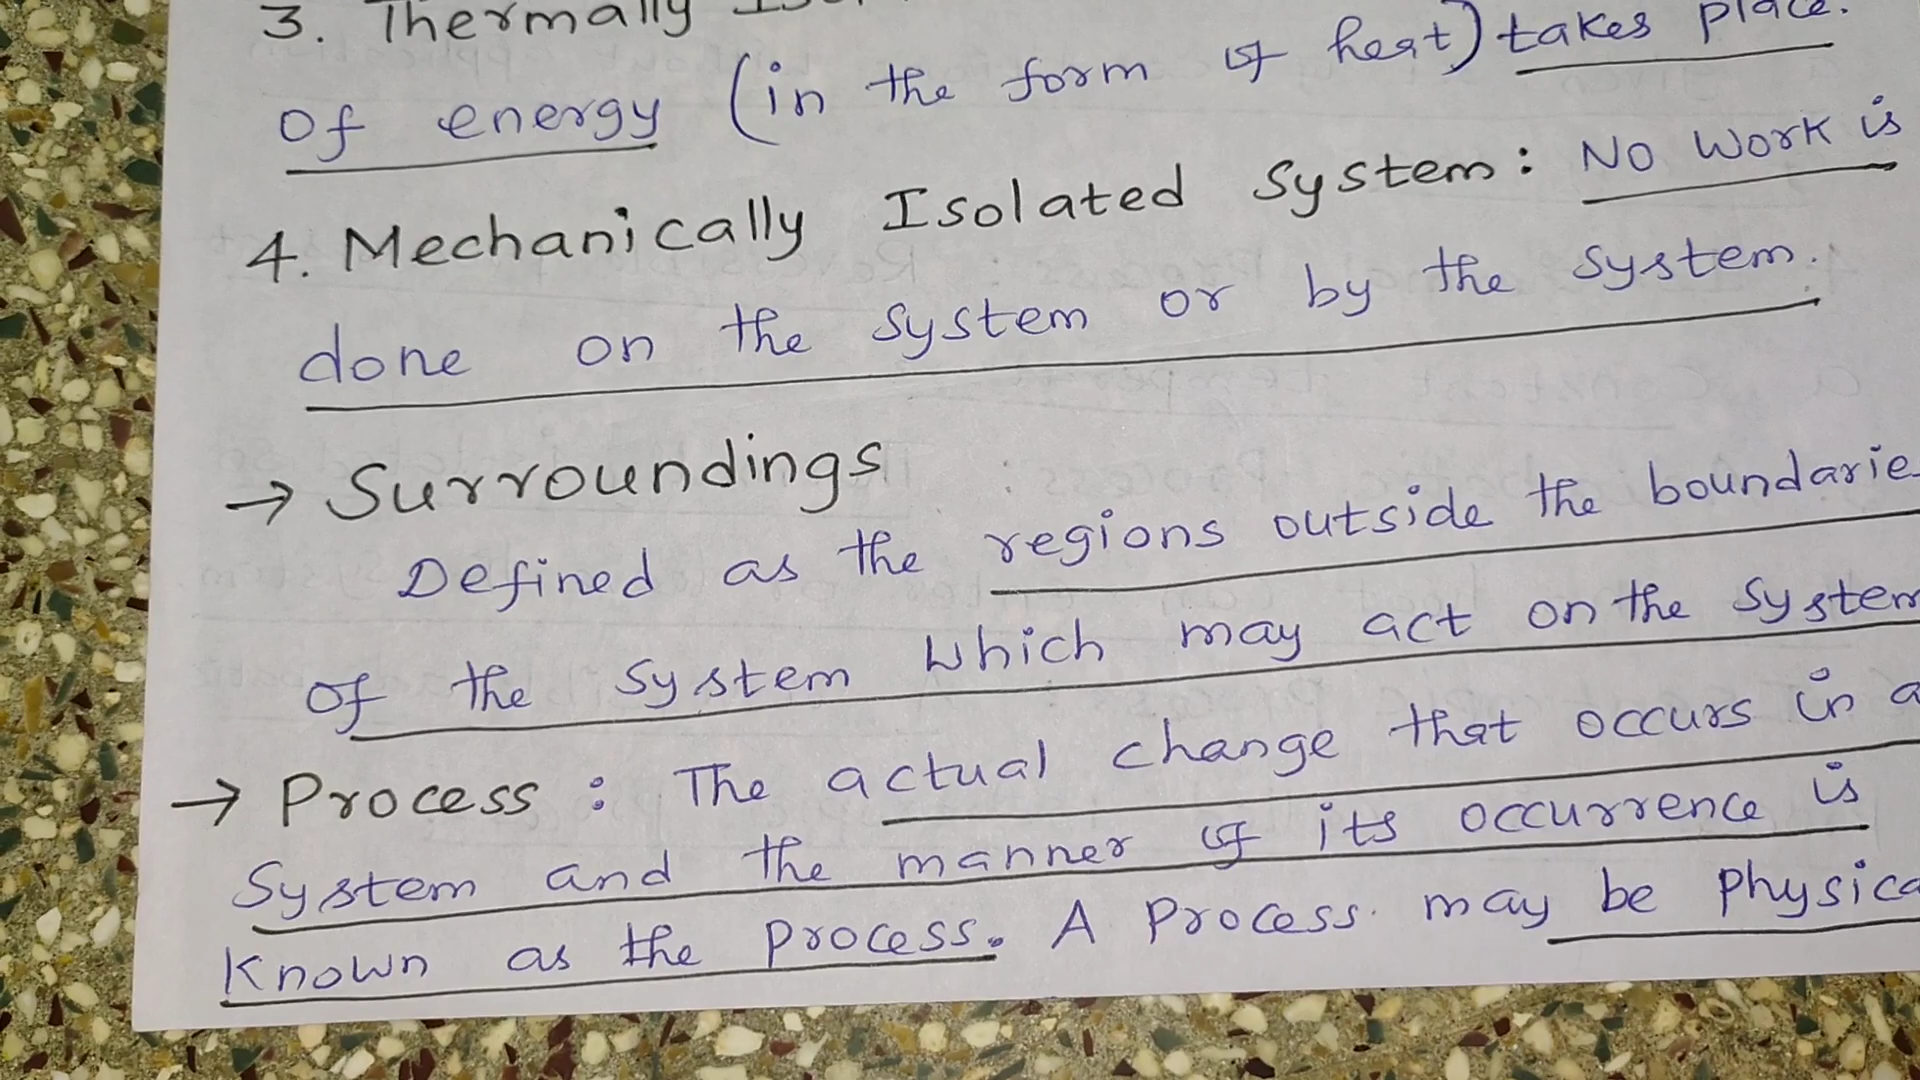 3. Thermally
of energy (in the form of heat) takes place.
4. Mechanically Isolated System: No Work is
done on the system or by the system.
→ Surroundings
Defined as the regions outside the boundarie
of the system which may act on the system
→ Process : The actual change that occurs in a
System and the manner of its occurrence is
Known as the process. A Process may be physica